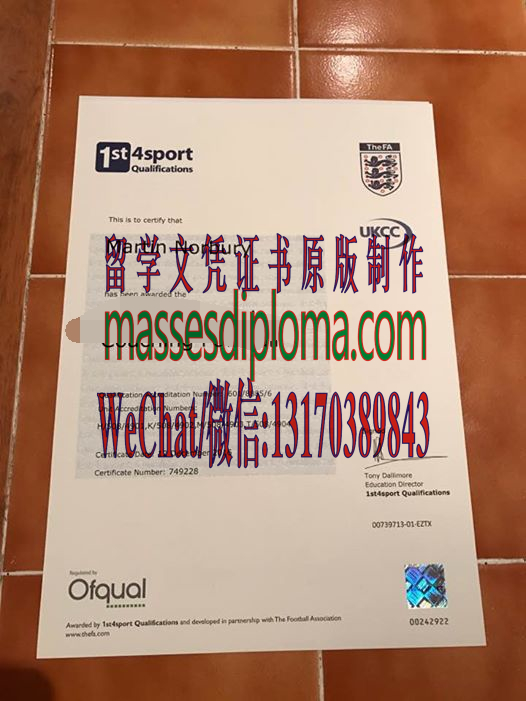 1st4sport
Qualifications
TheFA
This is to certify that
UKCC
Martin Norbury
留学文凭证书原版制作
has been awarded the
massesdiploma.com
Coaching
WeChat/微信:13170389843
Certificate Number: 749228
Tony Dallimore
Education Director
1st4sport Qualifications
00739713-01-EZTX
Regulated by
Ofqual
Awarded by 1st4sport Qualifications and developed in partnership with The Football Association
www.thefa.com
00242922